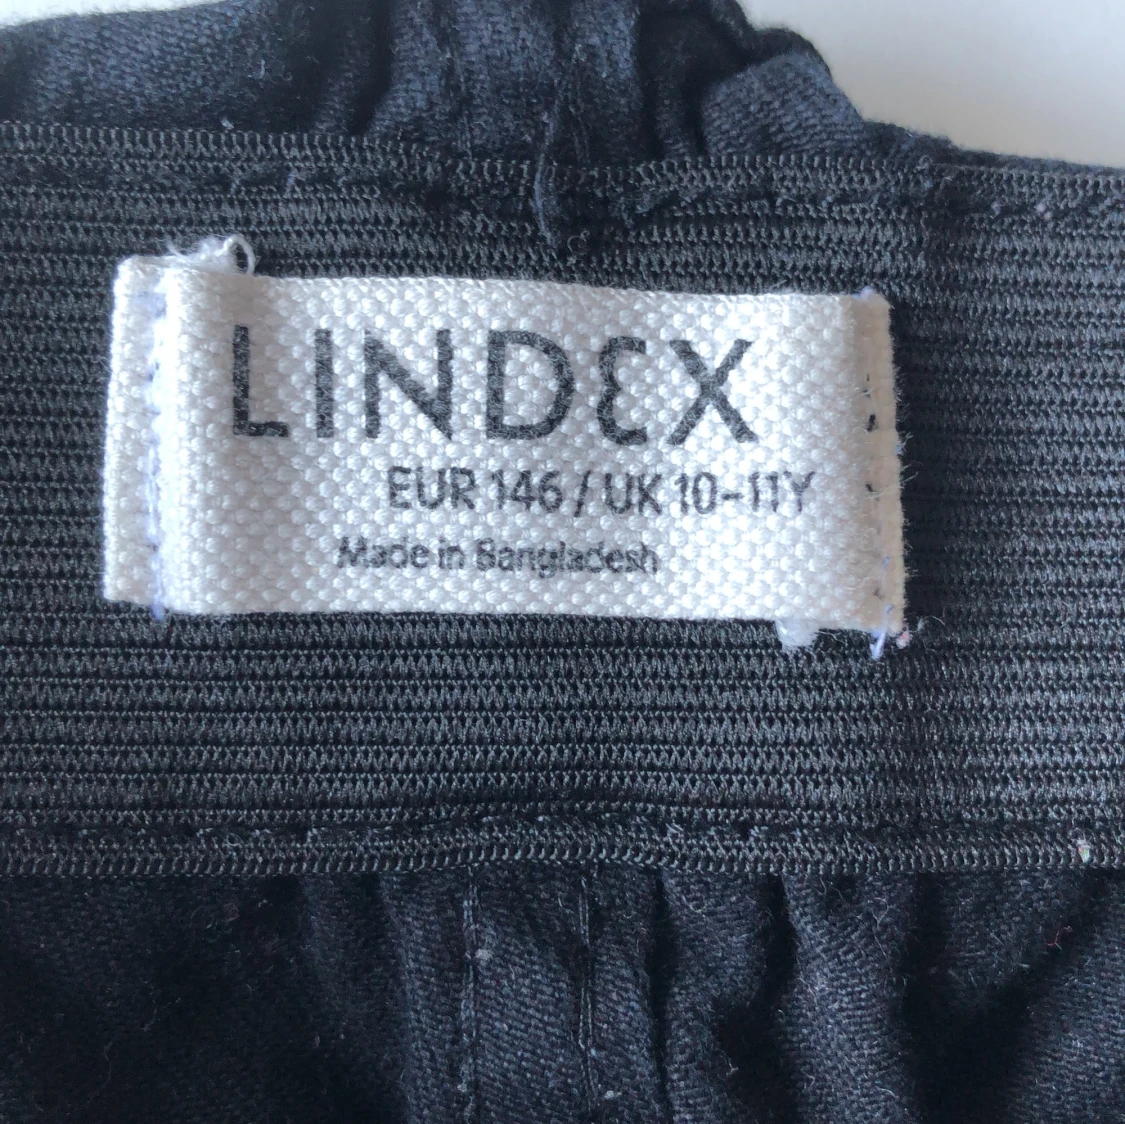 LINDEX
EUR 146 / UK 10-11Y
Made in Bangladesh